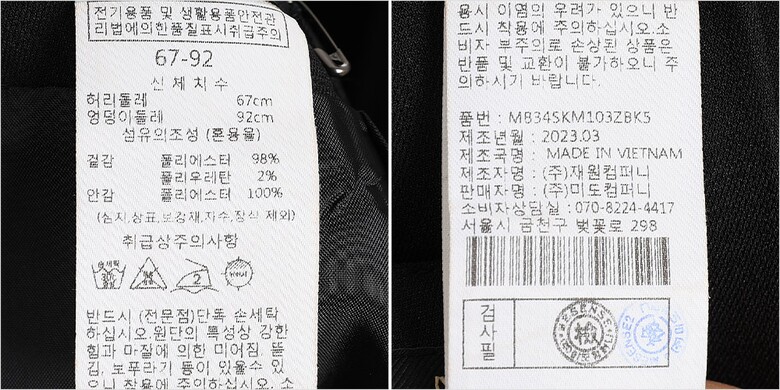 전기용품 및 생활용품안전관
리법에의한품질표시취급주의
67-92
신체치수
허리둘레 67cm
엉덩이둘레 92cm
섬유의조성 (혼용율)
겉감 폴리에스터 98%
폴리우레탄 2%
안감 폴리에스터 100%
(심지,상표,보강재,자수,장식 제외)
취급상주의사항
반드시 (전문점)단독 손세탁
하십시오.원단의 특성상 강한
힘과 마찰에 의한 미어짐, 뜯
김, 보푸라기 등이 있을수 있
으니 착용에 주의하십시오. 소
용시 이염의 우려가 있으니 반
드시 착용에 주의하십시오.소
비자 부주의로 손상된 상품은
반품 및 교환이 불가하오니 주
의하시기 바랍니다.
품번 : MB34SKM103ZBK5
제조년월 : 2023.03
제조국명 : MADE IN VIETNAM
제조자명 : (주)재원컴퍼니
판매자명 : (주)미도컴퍼니
소비자상담실 : 070-8224-4417
서울시 금천구 벚꽃로 298
검사필